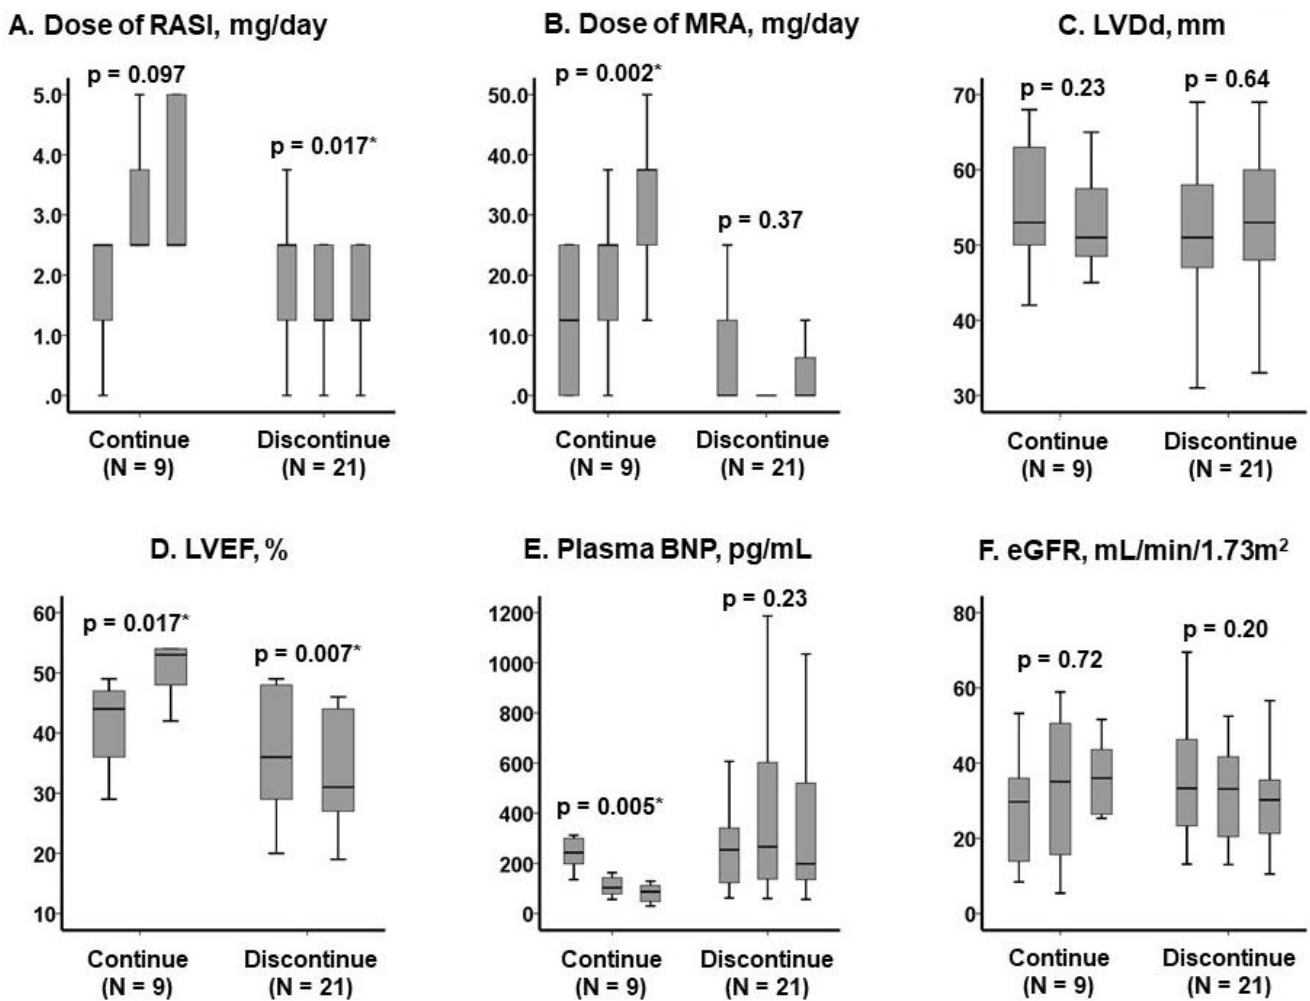 A. Dose of RASI, mg/day
p = 0.097
p = 0.017*
5.0
4.0
3.0
2.0
1.0
.0
Continue
(N = 9)
Discontinue
(N = 21)
B. Dose of MRA, mg/day
p = 0.002*
p = 0.37
50.0
40.0
30.0
20.0
10.0
.0
Continue
(N = 9)
Discontinue
(N = 21)
C. LVDd, mm
p = 0.23
p = 0.64
70
60
50
40
30
Continue
(N = 9)
Discontinue
(N = 21)
D. LVEF, %
p = 0.017*
p = 0.007*
60
50
40
30
20
10
Continue
(N = 9)
Discontinue
(N = 21)
E. Plasma BNP, pg/mL
p = 0.23
p = 0.005*
1200
1000
800
600
400
200
0
Continue
(N = 9)
Discontinue
(N = 21)
F. eGFR, mL/min/1.73m²
p = 0.72
p = 0.20
80
60
40
20
0
Continue
(N = 9)
Discontinue
(N = 21)